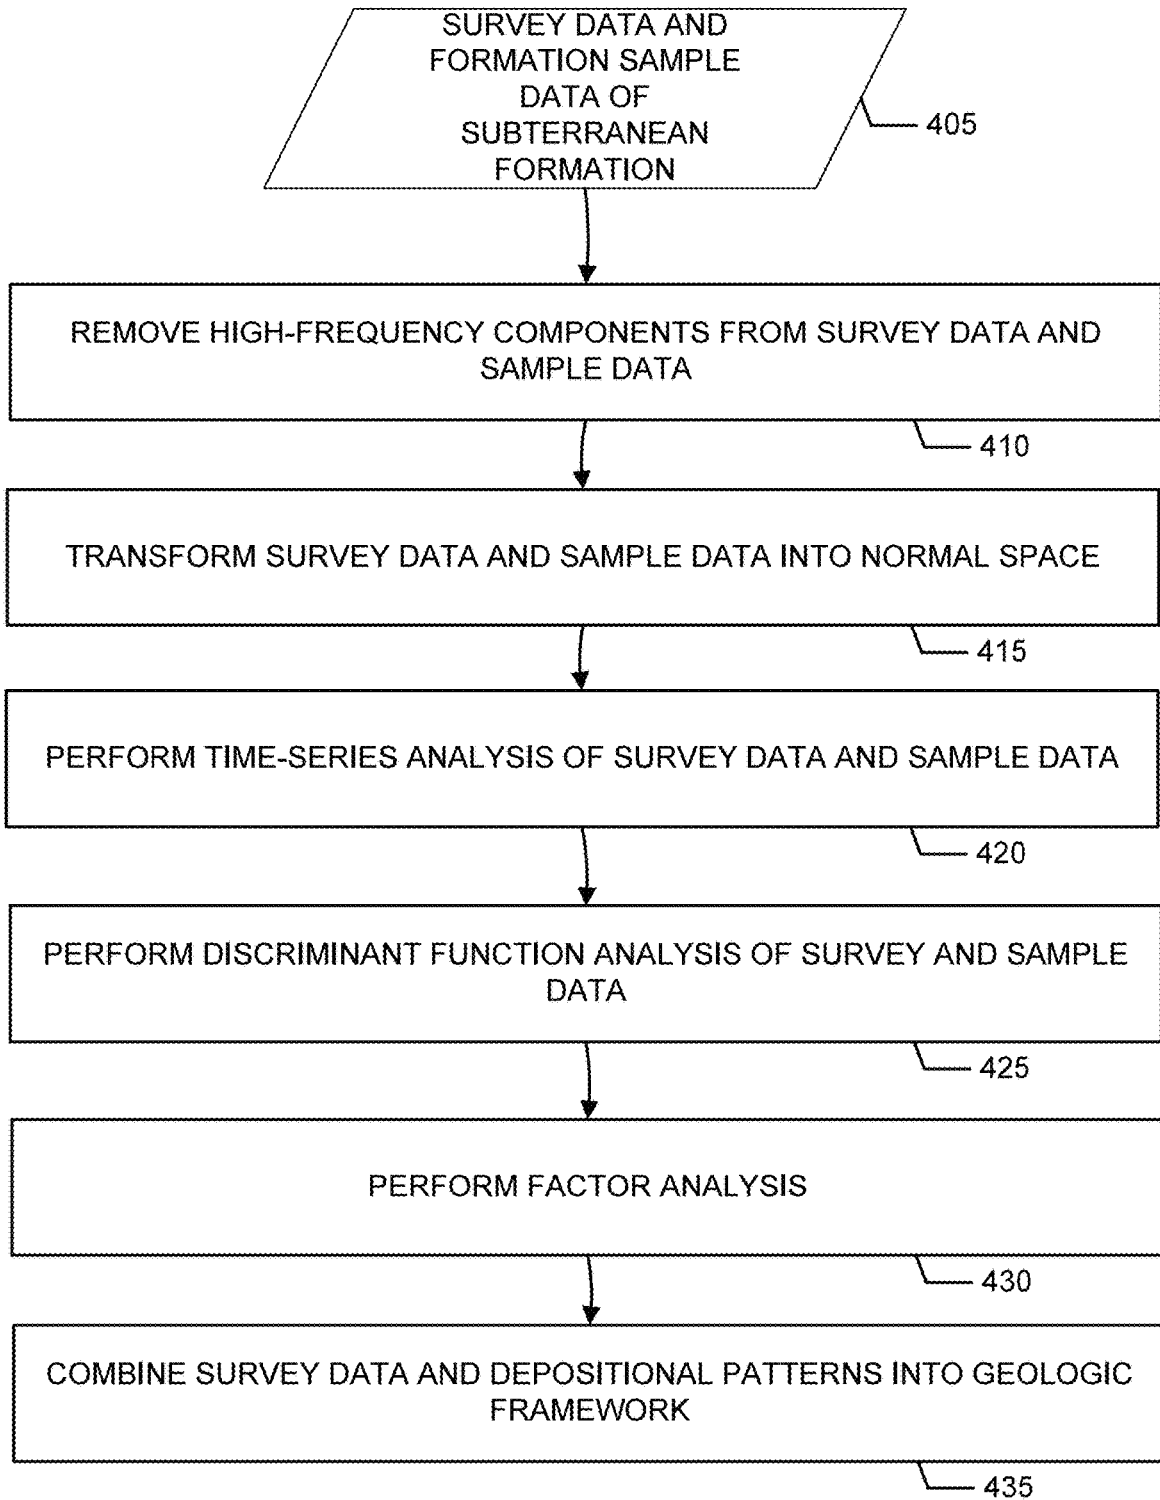 SURVEY DATA AND
FORMATION SAMPLE
DATA OF
SUBTERRANEAN
FORMATION
405
REMOVE HIGH-FREQUENCY COMPONENTS FROM SURVEY DATA AND
SAMPLE DATA
410
TRANSFORM SURVEY DATA AND SAMPLE DATA INTO NORMAL SPACE
415
PERFORM TIME-SERIES ANALYSIS OF SURVEY DATA AND SAMPLE DATA
420
PERFORM DISCRIMINANT FUNCTION ANALYSIS OF SURVEY AND SAMPLE
DATA
425
PERFORM FACTOR ANALYSIS
430
COMBINE SURVEY DATA AND DEPOSITIONAL PATTERNS INTO GEOLOGIC
FRAMEWORK
435